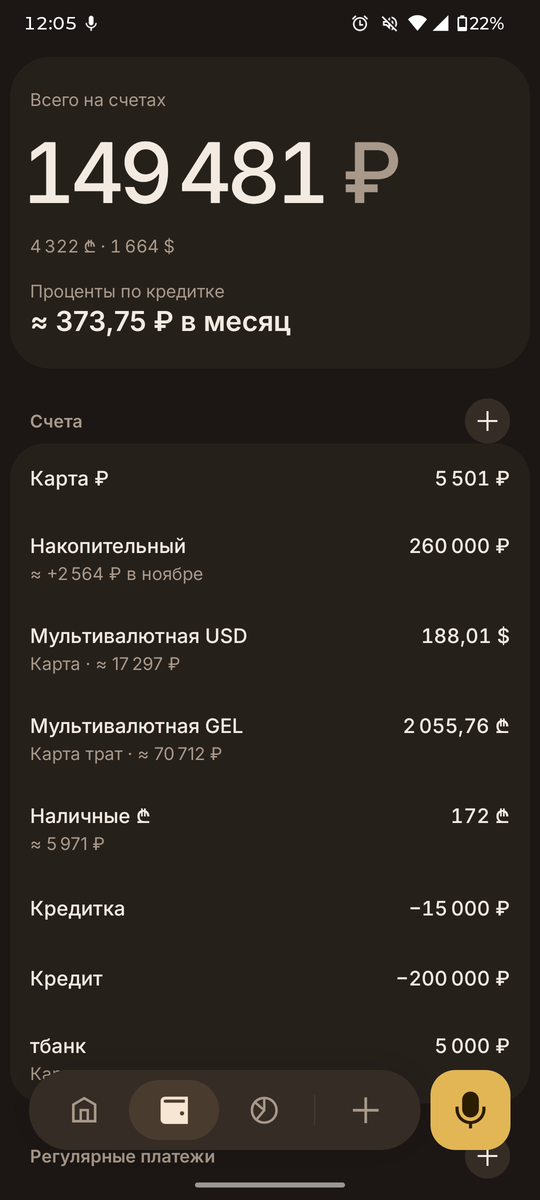 12:05
22%
Всего на счетах
149 481 ₽
4 322 ₾ · 1 664 $
Проценты по кредитке
≈ 373,75 ₽ в месяц
Счета
Карта ₽ 5 501 ₽
Накопительный 260 000 ₽
≈ +2 564 ₽ в ноябре
Мультивалютная USD 188,01 $
Карта · ≈ 17 297 ₽
Мультивалютная GEL 2 055,76 ₾
Карта трат · ≈ 70 712 ₽
Наличные ₾ 172 ₾
≈ 5 971 ₽
Кредитка −15 000 ₽
Кредит −200 000 ₽
тбанк 5 000 ₽
Регулярные платежи